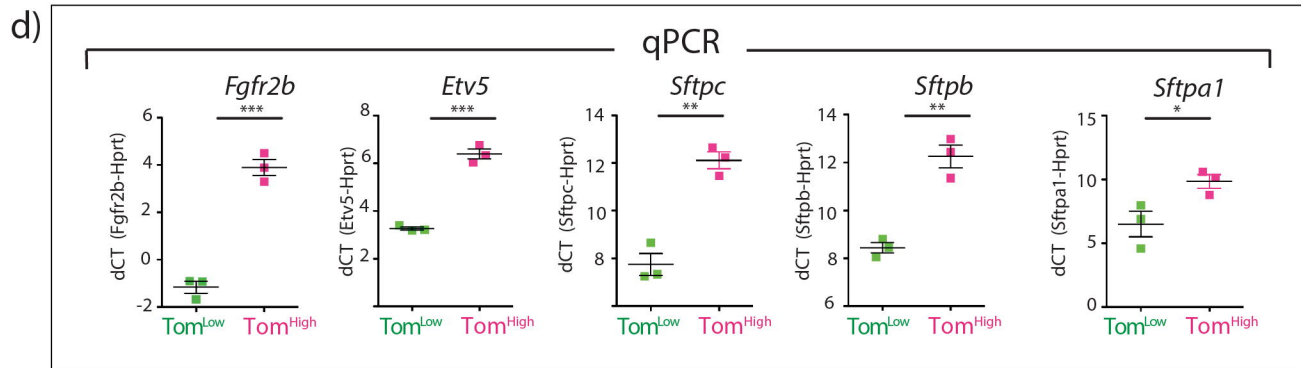 d)
qPCR
Fgfr2b
***
dCT (Fgfr2b-Hprt)
6
4
2
0
-2
TomLow TomHigh
Etv5
***
dCT (Etv5-Hprt)
8
6
4
2
TomLow TomHigh
Sftpc
**
dCT (Sftpc-Hprt)
14
12
10
8
TomLow TomHigh
Sftpb
**
dCT (Sftpb-Hprt)
14
12
10
8
6
TomLow TomHigh
Sftpa1
*
dCT (Sftpa1-Hprt)
15
10
5
0
TomLow TomHigh